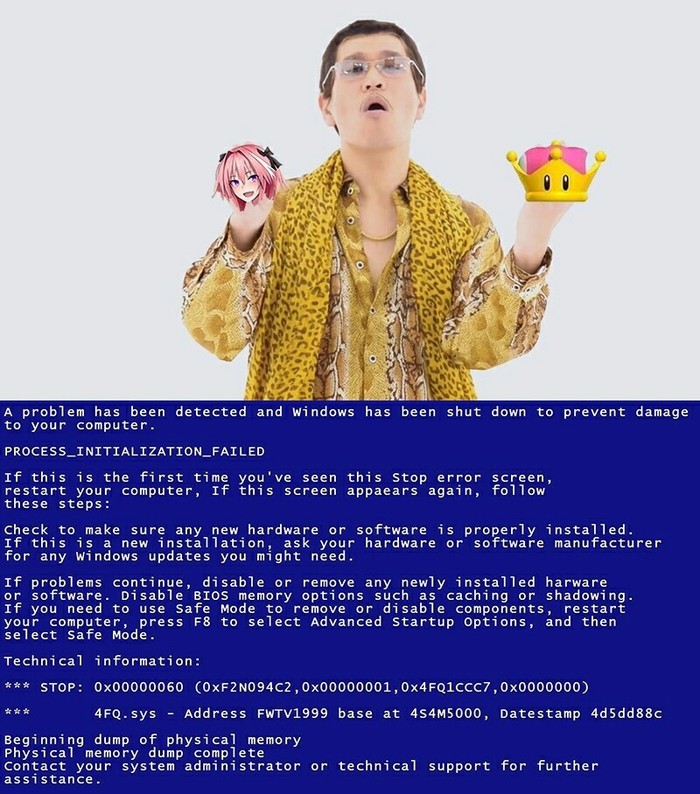 A problem has been detected and Windows has been shut down to prevent damage
to your computer.
PROCESS_INITIALIZATION_FAILED
If this is the first time you've seen this Stop error screen,
restart your computer, If this screen appaears again, follow
these steps:
Check to make sure any new hardware or software is properly installed.
If this is a new installation, ask your hardware or software manufacturer
for any Windows updates you might need.
If problems continue, disable or remove any newly installed harware
or software. Disable BIOS memory options such as caching or shadowing.
If you need to use Safe Mode to remove or disable components, restart
your computer, press F8 to select Advanced Startup Options, and then
select Safe Mode.
Technical information:
*** STOP: 0x00000060 (0xF2N094C2,0x00000001,0x4FQ1CCC7,0x0000000)
*** 4FQ.sys - Address FWTV1999 base at 4S4M5000, Datestamp 4d5dd88c
Beginning dump of physical memory
Physical memory dump complete
Contact your system administrator or technical support for further
assistance.